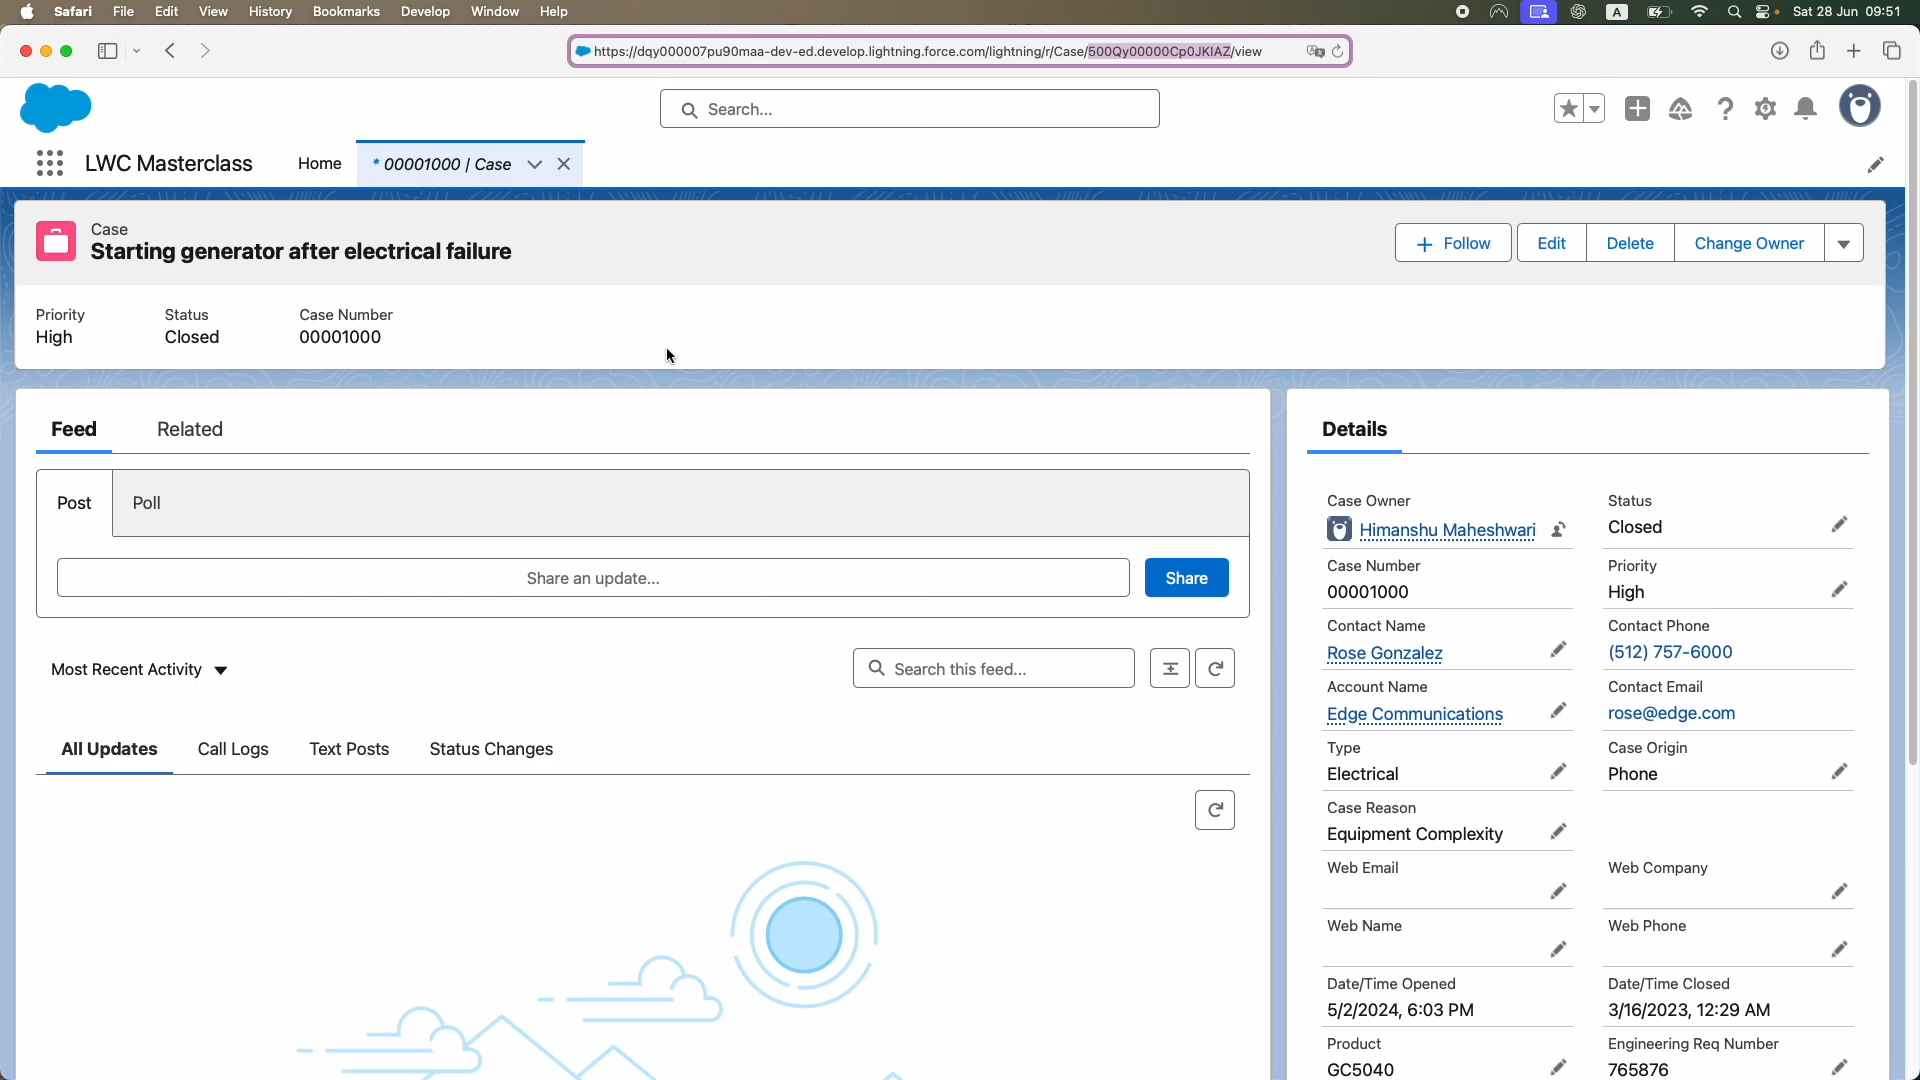 Safari File Edit View History Bookmarks Develop Window Help
A
Sat 28 Jun 09:51
https://dqy000007pu90maa-dev-ed.develop.lightning.force.com/lightning/r/Case/500Qy00000Cp0JKIAZ/view
Search...
LWC Masterclass
Home
* 00001000 | Case
Case
Starting generator after electrical failure
Follow
Edit
Delete
Change Owner
Priority
High
Status
Closed
Case Number
00001000
Feed
Related
Post
Poll
Share an update...
Share
Most Recent Activity
Search this feed...
All Updates
Call Logs
Text Posts
Status Changes
Details
Case Owner
Himanshu Maheshwari
Status
Closed
Case Number
00001000
Priority
High
Contact Name
Rose Gonzalez
Contact Phone
(512) 757-6000
Account Name
Edge Communications
Contact Email
rose@edge.com
Type
Electrical
Case Origin
Phone
Case Reason
Equipment Complexity
Web Email
Web Company
Web Name
Web Phone
Date/Time Opened
5/2/2024, 6:03 PM
Date/Time Closed
3/16/2023, 12:29 AM
Product
GC5040
Engineering Req Number
765876